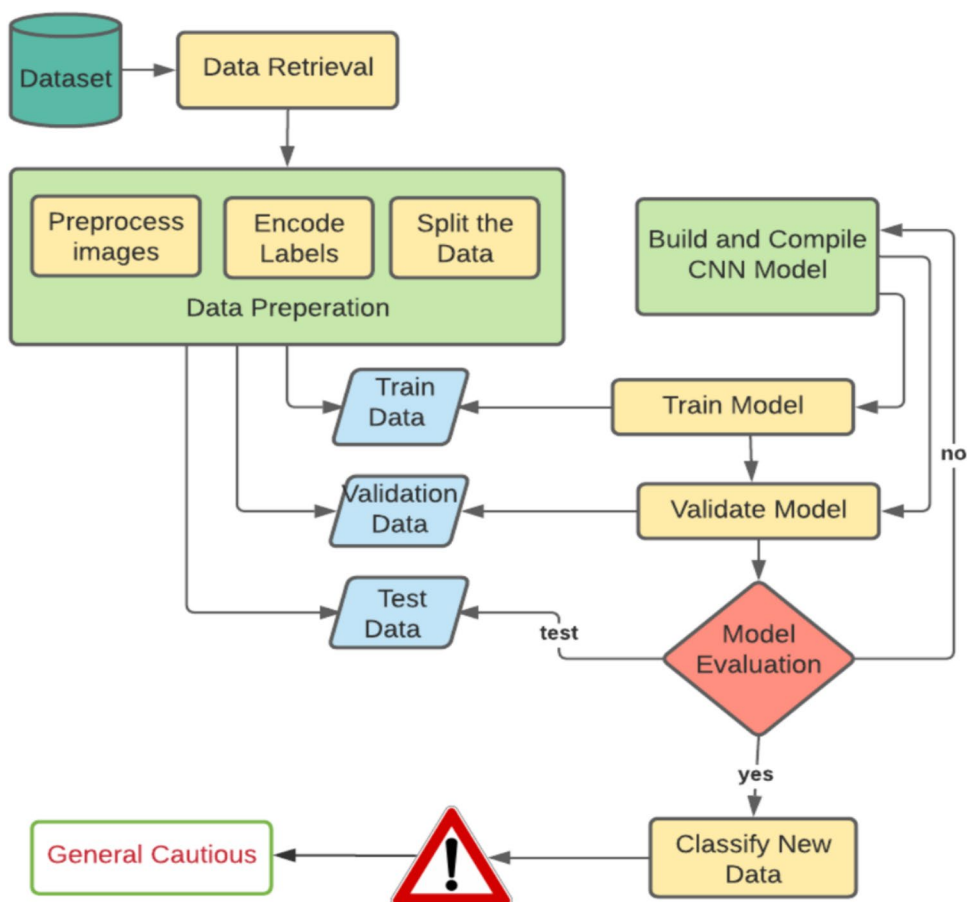 Dataset
Data Retrieval
Preprocess
images
Encode
Labels
Split the
Data
Data Preperation
Build and Compile
CNN Model
Train
Data
Train Model
no
Validation
Data
Validate Model
Test
Data
test
Model
Evaluation
yes
General Cautious
!
Classify New
Data